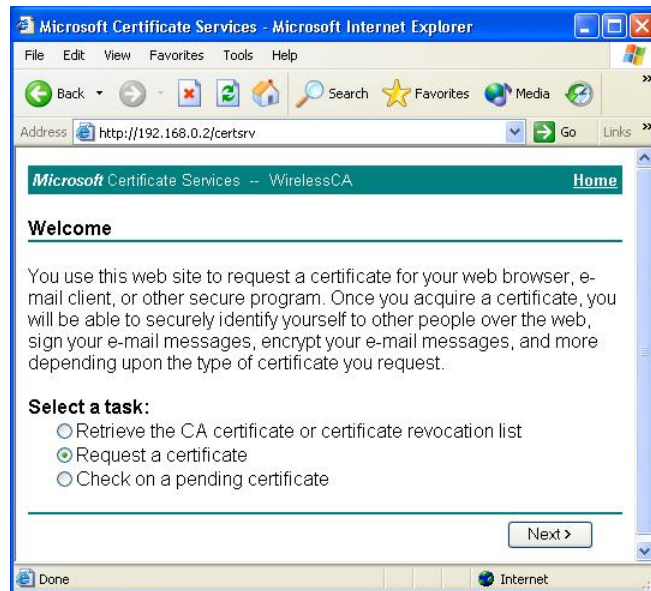 Microsoft Certificate Services - Microsoft Internet Explorer
File Edit View Favorites Tools Help
Back Search Favorites Media »
Address http://192.168.0.2/certsrv Go Links »
Microsoft Certificate Services -- WirelessCA Home
Welcome
You use this web site to request a certificate for your web browser, e-
mail client, or other secure program. Once you acquire a certificate, you
will be able to securely identify yourself to other people over the web,
sign your e-mail messages, encrypt your e-mail messages, and more
depending upon the type of certificate you request.
Select a task:
Retrieve the CA certificate or certificate revocation list
Request a certificate
Check on a pending certificate
Next >
Done Internet